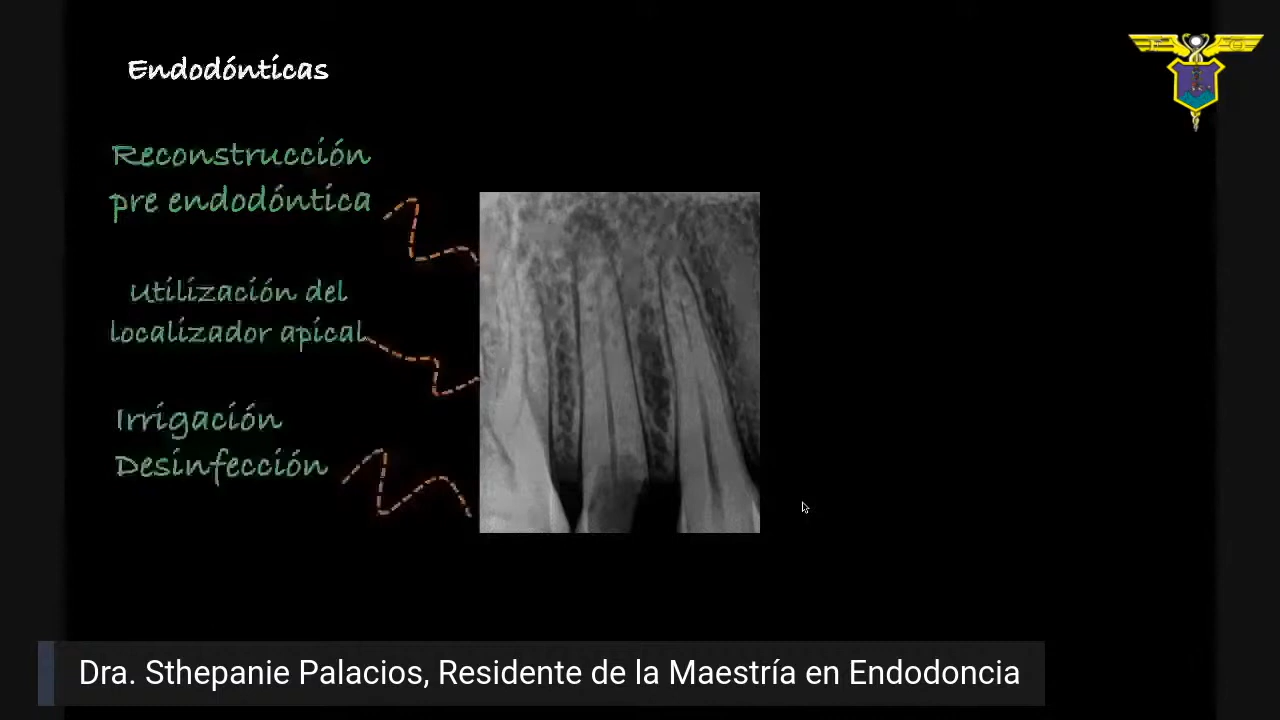 Endodónticas
Reconstrucción
pre endodóntica
Utilización del
localizador apical
Irrigación
Desinfección
Dra. Sthepanie Palacios, Residente de la Maestría en Endodoncia